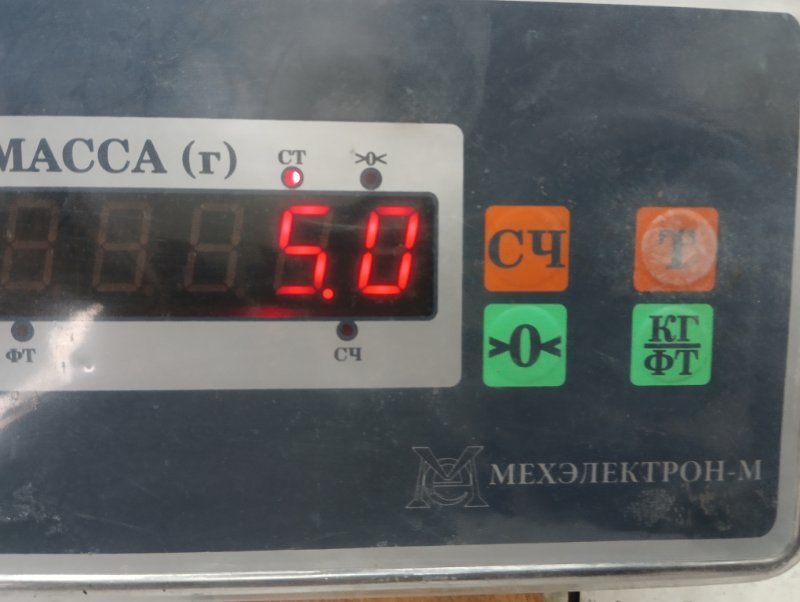 МАССА (г)
СТ >0<
5.0
ФТ СЧ
СЧ Т
>0< КГ
ФТ
МЕХЭЛЕКТРОН-М